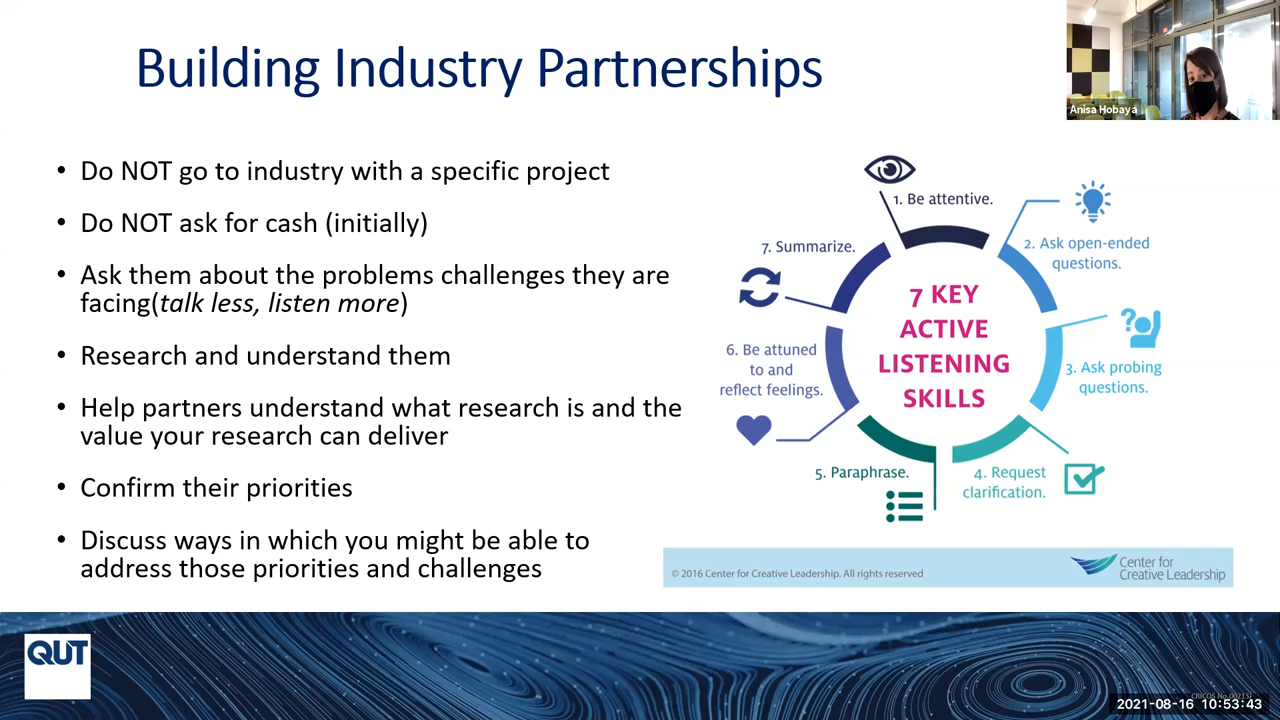 Building Industry Partnerships
Anisa Hobaya
• Do NOT go to industry with a specific project
• Do NOT ask for cash (initially)
• Ask them about the problems challenges they are
facing(talk less, listen more)
• Research and understand them
• Help partners understand what research is and the
value your research can deliver
• Confirm their priorities
• Discuss ways in which you might be able to
address those priorities and challenges
7 KEY
ACTIVE
LISTENING
SKILLS
1. Be attentive.
2. Ask open-ended
questions.
3. Ask probing
questions.
4. Request
clarification.
5. Paraphrase.
6. Be attuned
to and
reflect feelings.
7. Summarize.
© 2016 Center for Creative Leadership. All rights reserved
Center for
Creative Leadership
QUT
CRICOS No.00213J
2021-08-16 10:53:43